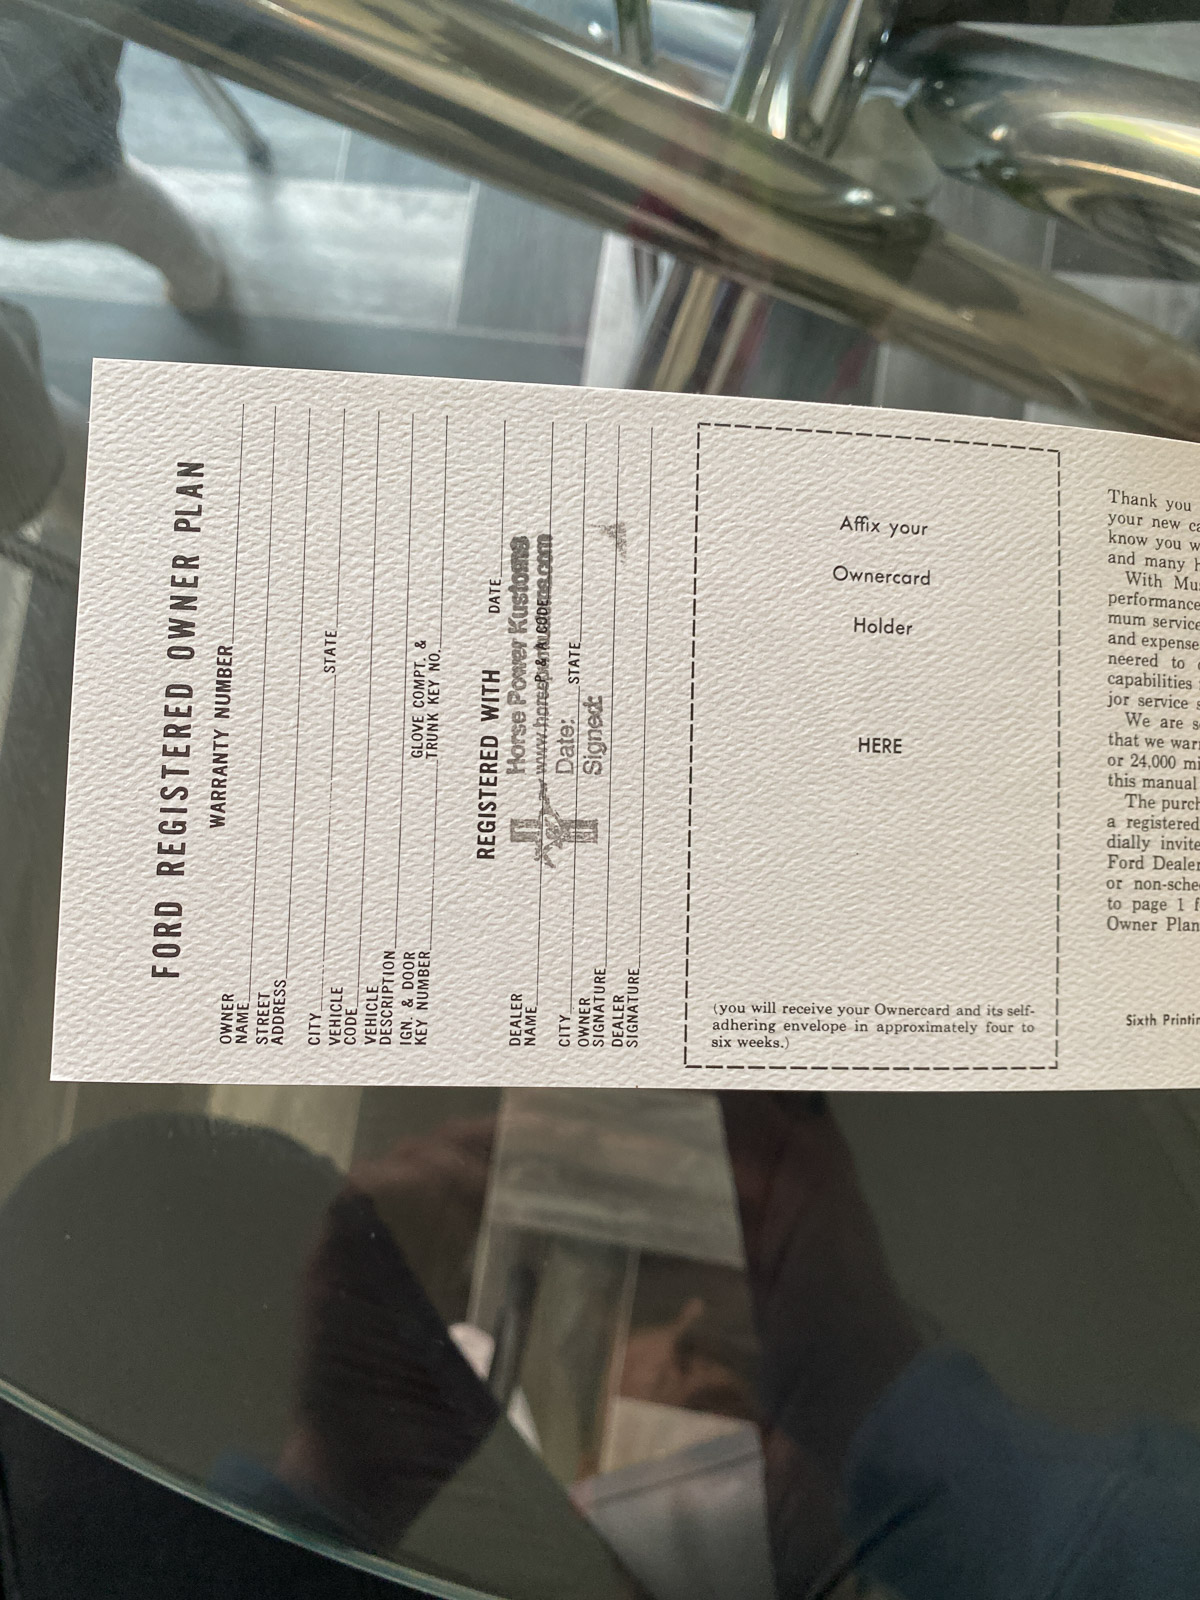 FORD REGISTERED OWNER PLAN
WARRANTY NUMBER
OWNER
NAME
STREET
ADDRESS
CITY STATE
VEHICLE
CODE
VEHICLE
DESCRIPTION
IGN. & DOOR GLOVE COMPT. &
KEY NUMBER TRUNK KEY NO.
REGISTERED WITH DATE
DEALER
NAME
Horse Power Kustoms
P & A CODE
CITY STATE
Date:
Signed:
OWNER
SIGNATURE
DEALER
SIGNATURE
Affix your
Ownercard
Holder
HERE
(you will receive your Ownercard and its self-
adhering envelope in approximately four to
six weeks.)
Thank you
your new
know you
and many
With
performance
mum service
and expense
neered to
capabilities
jor service
We are
that we
or 24,000
this manual
The
a registered
dially invite
Ford Dealer
or
to page 1
Owner Plan
Sixth